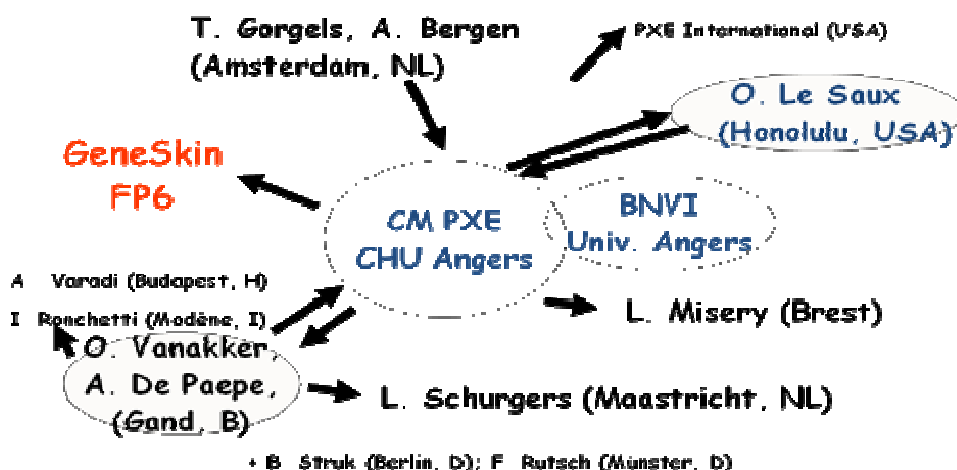 T. Gorgels, A. Bergen
(Amsterdam, NL)
PXE International (USA)
O. Le Saux
(Honolulu, USA)
GeneSkin
FP6
CM PXE
CHU Angers
BNVI
Univ. Angers
A Varadi (Budapest, H)
I Ronchetti (Modène, I)
L. Misery (Brest)
O. Vanakker,
A. De Paepe,
(Gand, B)
L. Schurgers (Maastricht, NL)
+ B Struk (Berlin, D); F Rutsch (Münster, D)